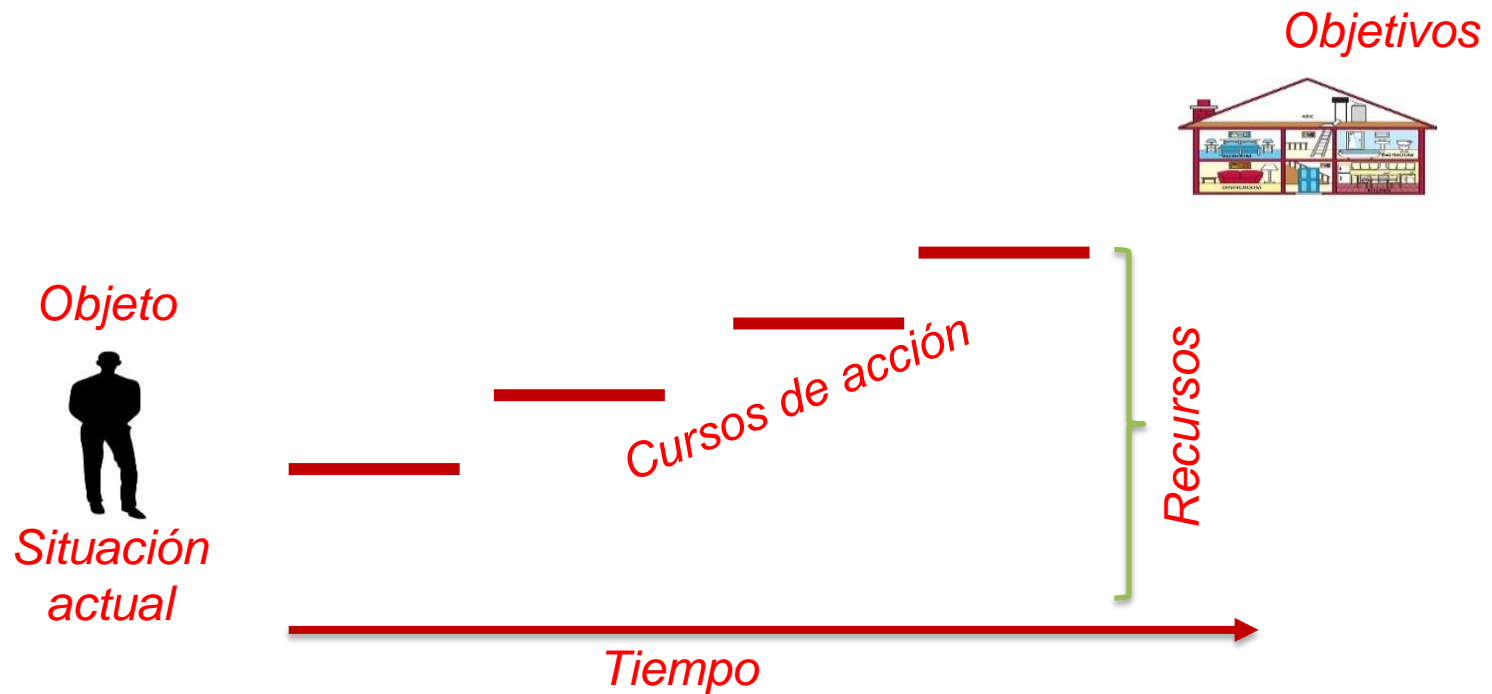 Objetivos
Objeto
Situación
actual
Cursos de acción
Recursos
Tiempo